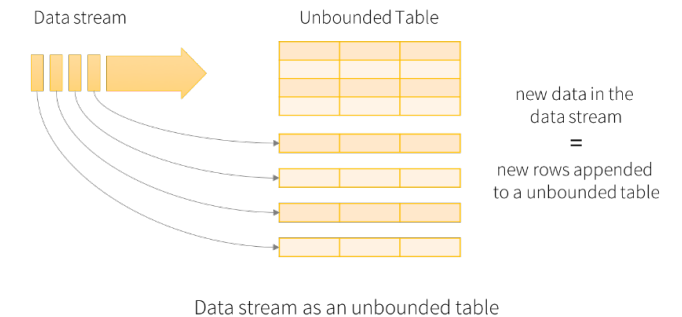 Data stream
Unbounded Table
new data in the
data stream
=
new rows appended
to a unbounded table
Data stream as an unbounded table